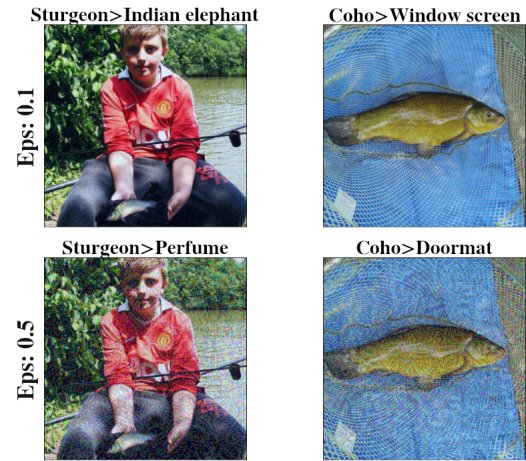 Sturgeon>Indian elephant
Coho>Window screen
Eps: 0.1
Sturgeon>Perfume
Coho>Doormat
Eps: 0.5